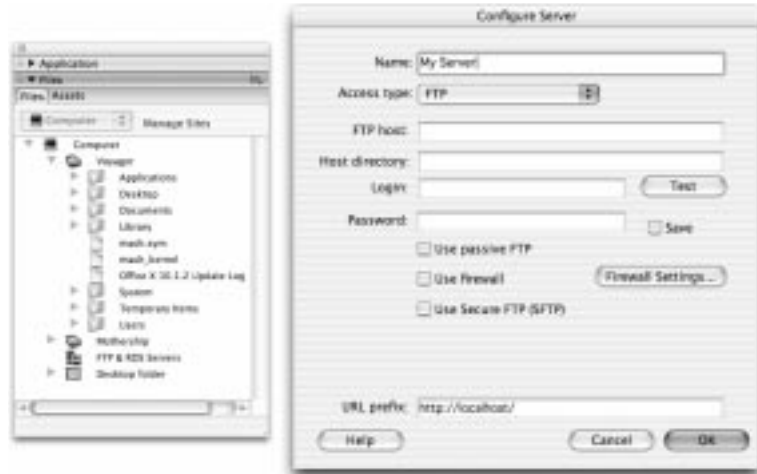 Application
Files
Files Assets
Computer Manage Sites
Computer
Voyager
Applications
Desktop
Documents
Library
mach.sym
mach_kernel
Office X 10.1.2 Update Log
System
Temporary Items
Users
Mothership
FTP & RDS Servers
Desktop folder
Configure Server
Name: My Server
Access type: FTP
FTP host:
Host directory:
Login: Test
Password: Save
Use passive FTP
Use firewall Firewall Settings...
Use Secure FTP (SFTP)
URL prefix: http://localhost/
Help Cancel OK